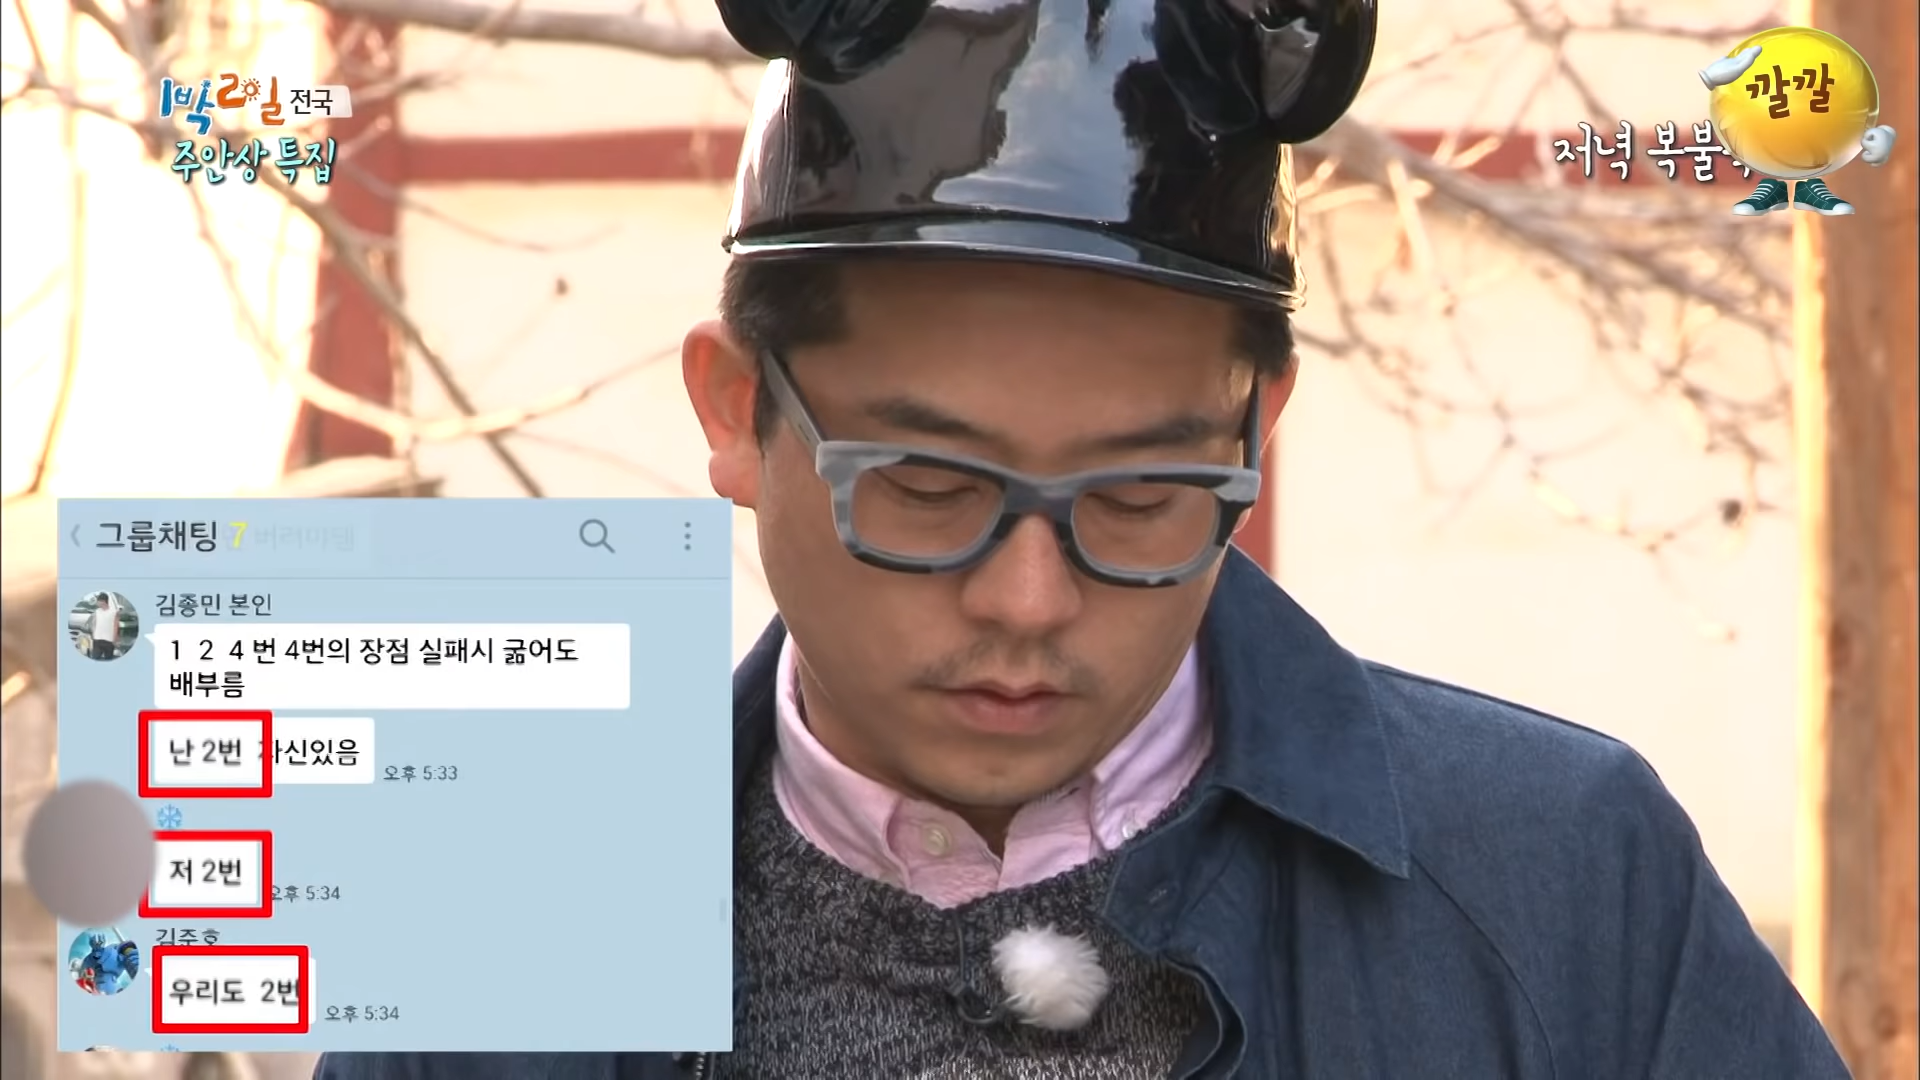 1박2일 전국
주안상 특집
깔깔
저녁 복불
그룹채팅 7
김종민 본인
1 2 4 번 4번의 장점 실패시 굶어도
배부름
난 2번 자신있음
오후 5:33
저 2번
오후 5:34
김준호
우리도 2번
오후 5:34